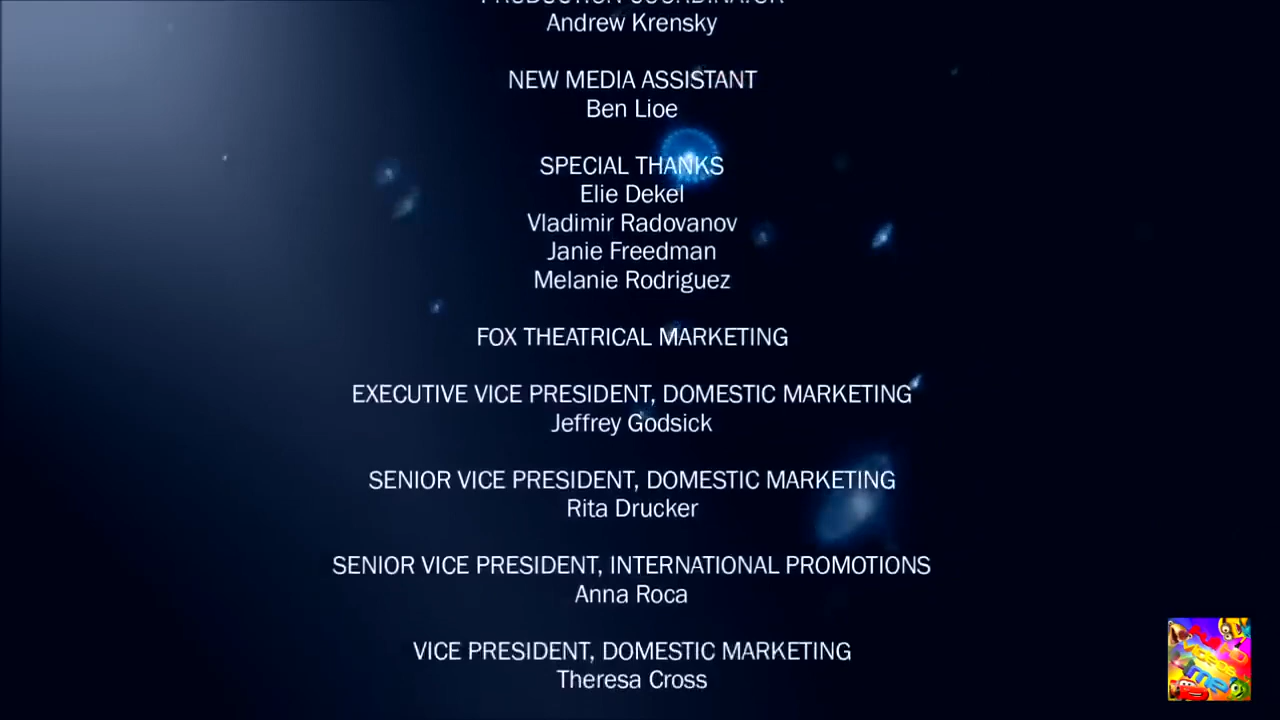 PRODUCTION COORDINATOR
Andrew Krensky
NEW MEDIA ASSISTANT
Ben Lioe
SPECIAL THANKS
Elie Dekel
Vladimir Radovanov
Janie Freedman
Melanie Rodriguez
FOX THEATRICAL MARKETING
EXECUTIVE VICE PRESIDENT, DOMESTIC MARKETING
Jeffrey Godsick
SENIOR VICE PRESIDENT, DOMESTIC MARKETING
Rita Drucker
SENIOR VICE PRESIDENT, INTERNATIONAL PROMOTIONS
Anna Roca
VICE PRESIDENT, DOMESTIC MARKETING
Theresa Cross